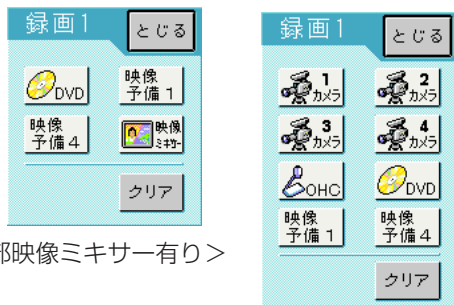 録画1 とじる
DVD 映像予備1
映像予備4 映像ミキサー
クリア
部映像ミキサー有り＞
録画1 とじる
1カメラ 2カメラ
3カメラ 4カメラ
OHC DVD
映像予備1 映像予備4
クリア